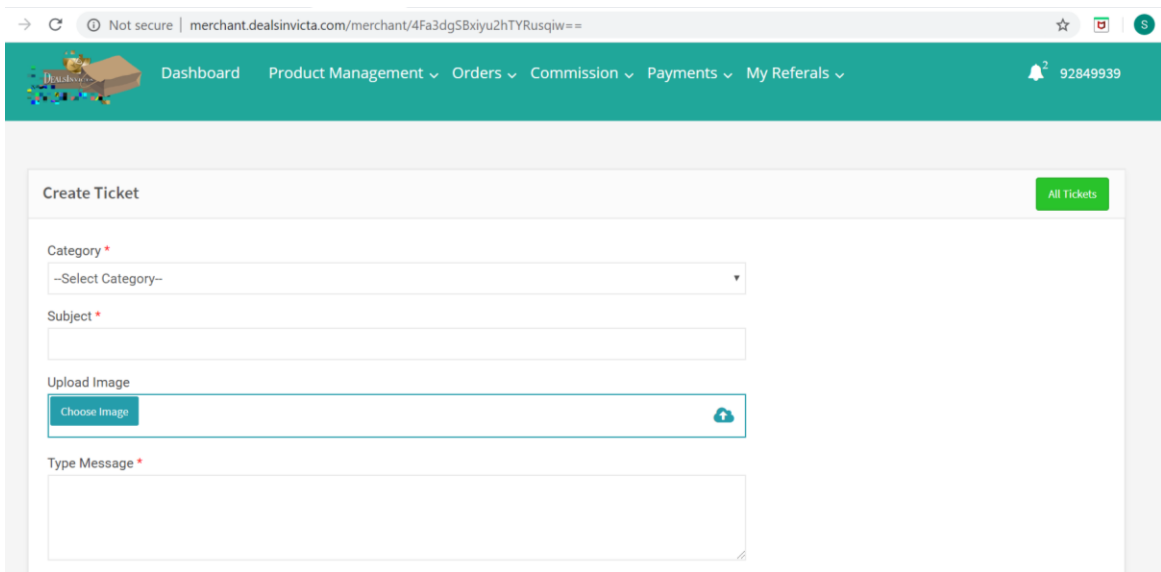 Not secure | merchant.dealsinvicta.com/merchant/4Fa3dgSBxiyu2hTYRusqiw==
S
Dashboard Product Management Orders Commission Payments My Referals 2 92849939
Create Ticket
All Tickets
Category *
--Select Category--
Subject *
Upload Image
Choose Image
Type Message *